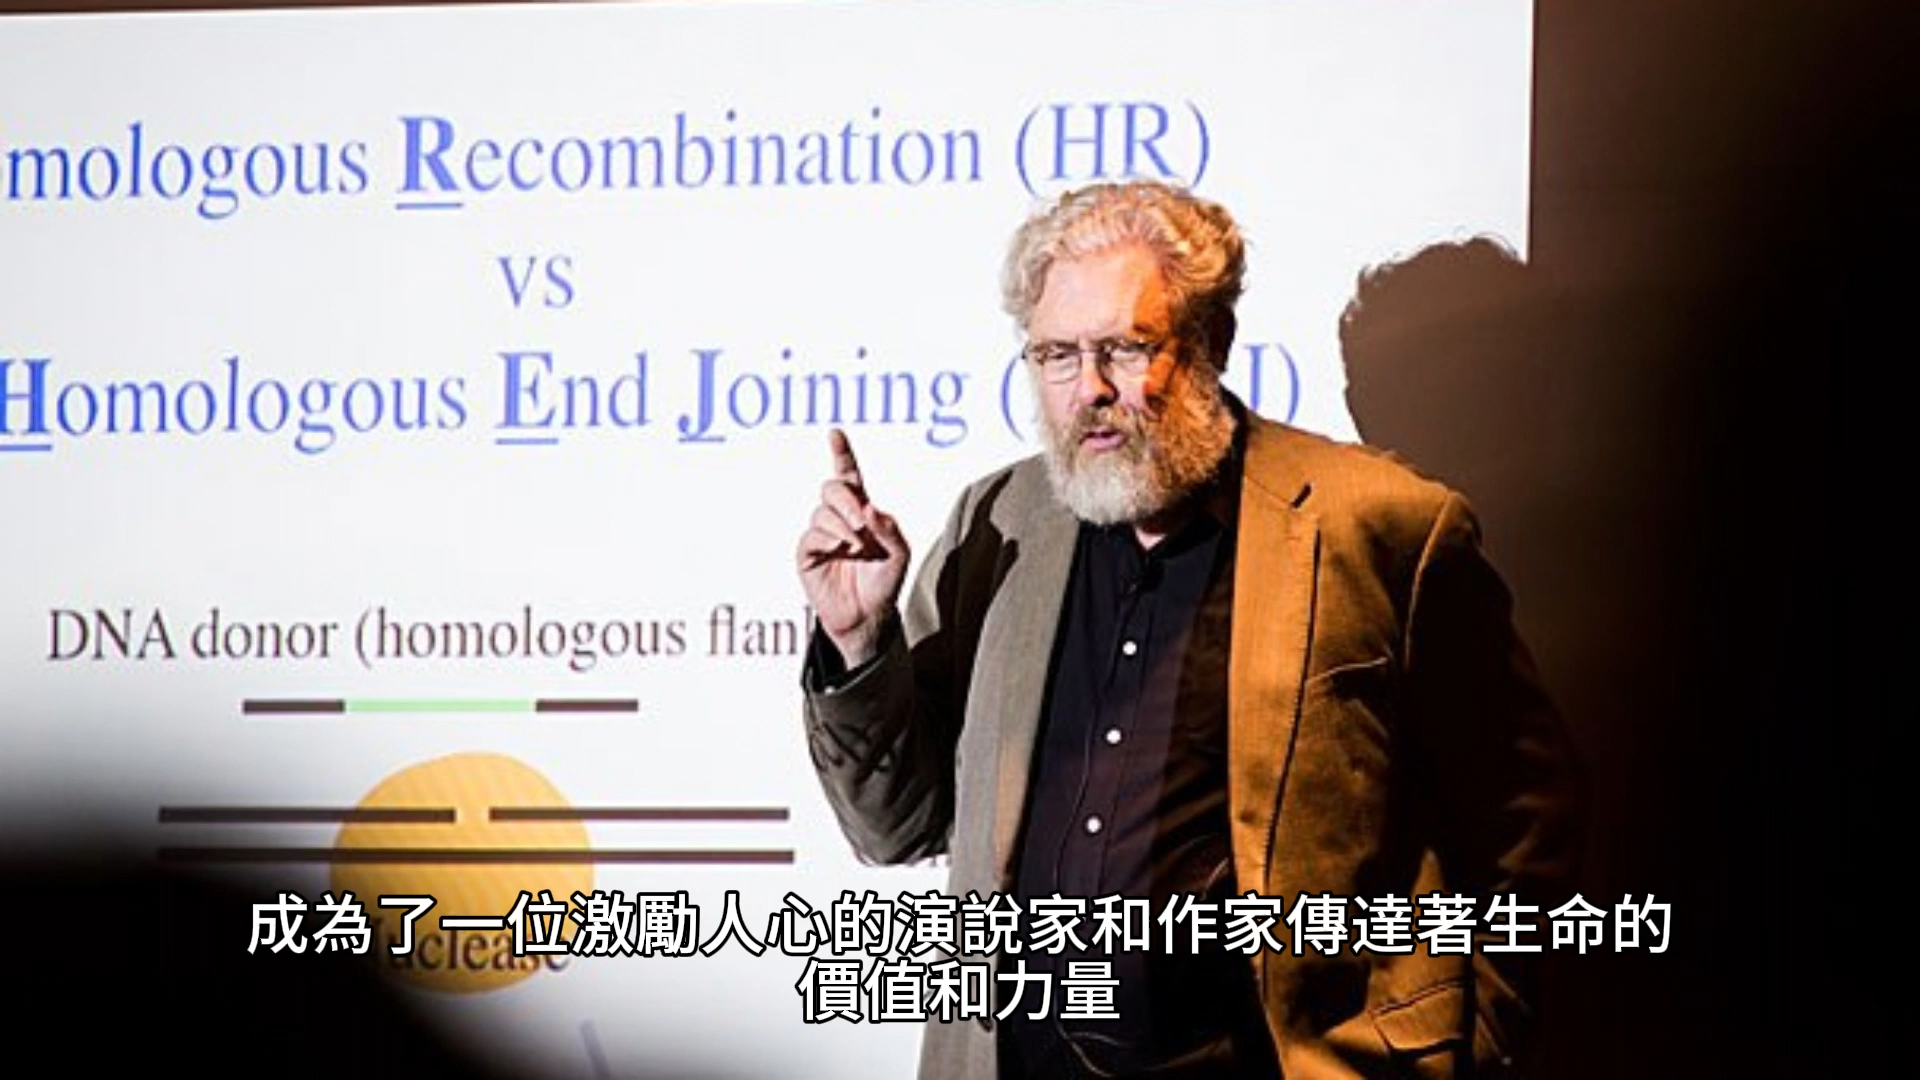 mologous Recombination (HR)
vs
Homologous End Joining (
J)
DNA donor (homologous flan
成為了一位激勵人心的演說家和作家傳達著生命的
價值和力量